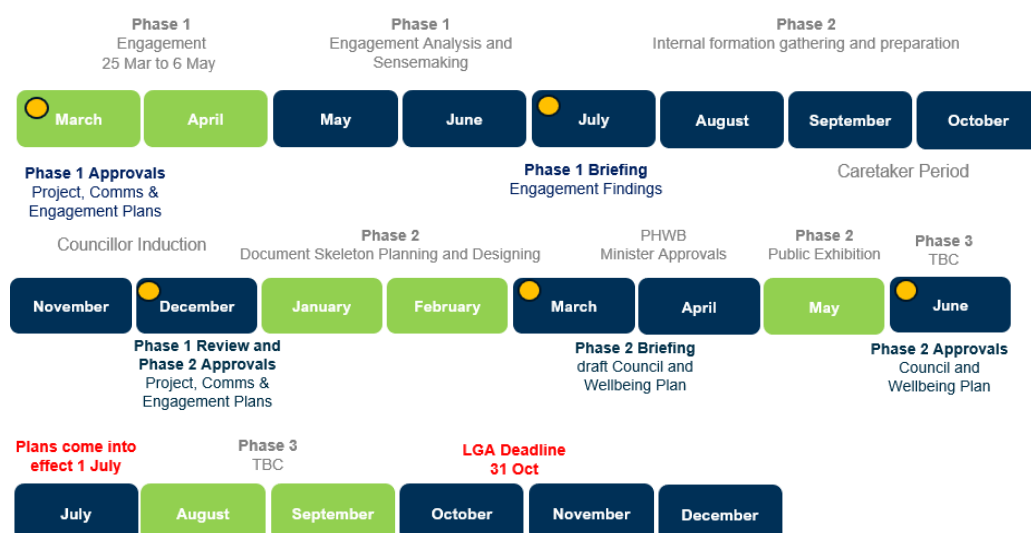 Phase 1
Engagement
25 Mar to 6 May
Phase 1
Engagement Analysis and
Sensemaking
Phase 2
Internal formation gathering and preparation
March
April
May
June
July
August
September
October
Phase 1 Approvals
Project, Comms &
Engagement Plans
Phase 1 Briefing
Engagement Findings
Caretaker Period
Councillor Induction
Phase 2
Document Skeleton Planning and Designing
PHWB
Minister Approvals
Phase 2
Public Exhibition
Phase 3
TBC
November
December
January
February
March
April
May
June
Phase 1 Review and
Phase 2 Approvals
Project, Comms &
Engagement Plans
Phase 2 Briefing
draft Council and
Wellbeing Plan
Phase 2 Approvals
Council and
Wellbeing Plan
Plans come into
effect 1 July
Phase 3
TBC
LGA Deadline
31 Oct
July
August
September
October
November
December